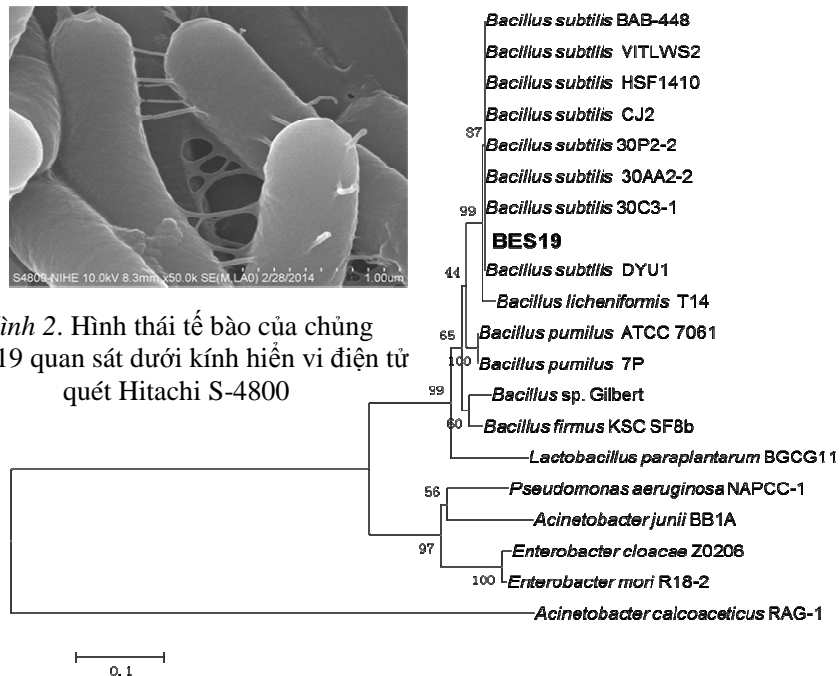 S4800-NIHE 10.0kV 8.3mm x50.0k SE(M,LA0) 2/28/2014 1.00um
ình 2. Hình thái tế bào của chủng
19 quan sát dưới kính hiển vi điện tử
quét Hitachi S-4800
Bacillus subtilis BAB-448
Bacillus subtilis VITLWS2
Bacillus subtilis HSF1410
Bacillus subtilis CJ2
87
Bacillus subtilis 30P2-2
Bacillus subtilis 30AA2-2
99
Bacillus subtilis 30C3-1
BES19
44
Bacillus subtilis DYU1
Bacillus licheniformis T14
65
Bacillus pumilus ATCC 7061
100
Bacillus pumilus 7P
99
Bacillus sp. Gilbert
60
Bacillus firmus KSC SF8b
Lactobacillus paraplantarum BGCG11
56
Pseudomonas aeruginosa NAPCC-1
Acinetobacter junii BB1A
97
Enterobacter cloacae Z0206
100
Enterobacter mori R18-2
Acinetobacter calcoaceticus RAG-1
0.1